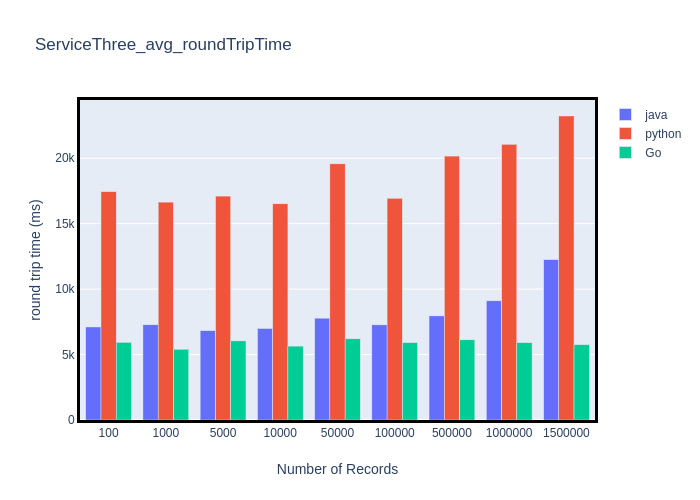 ServiceThree_avg_roundTripTime
java
python
Go
20k
15k
10k
5k
0
round trip time (ms)
100 1000 5000 10000 50000 100000 500000 1000000 1500000
Number of Records